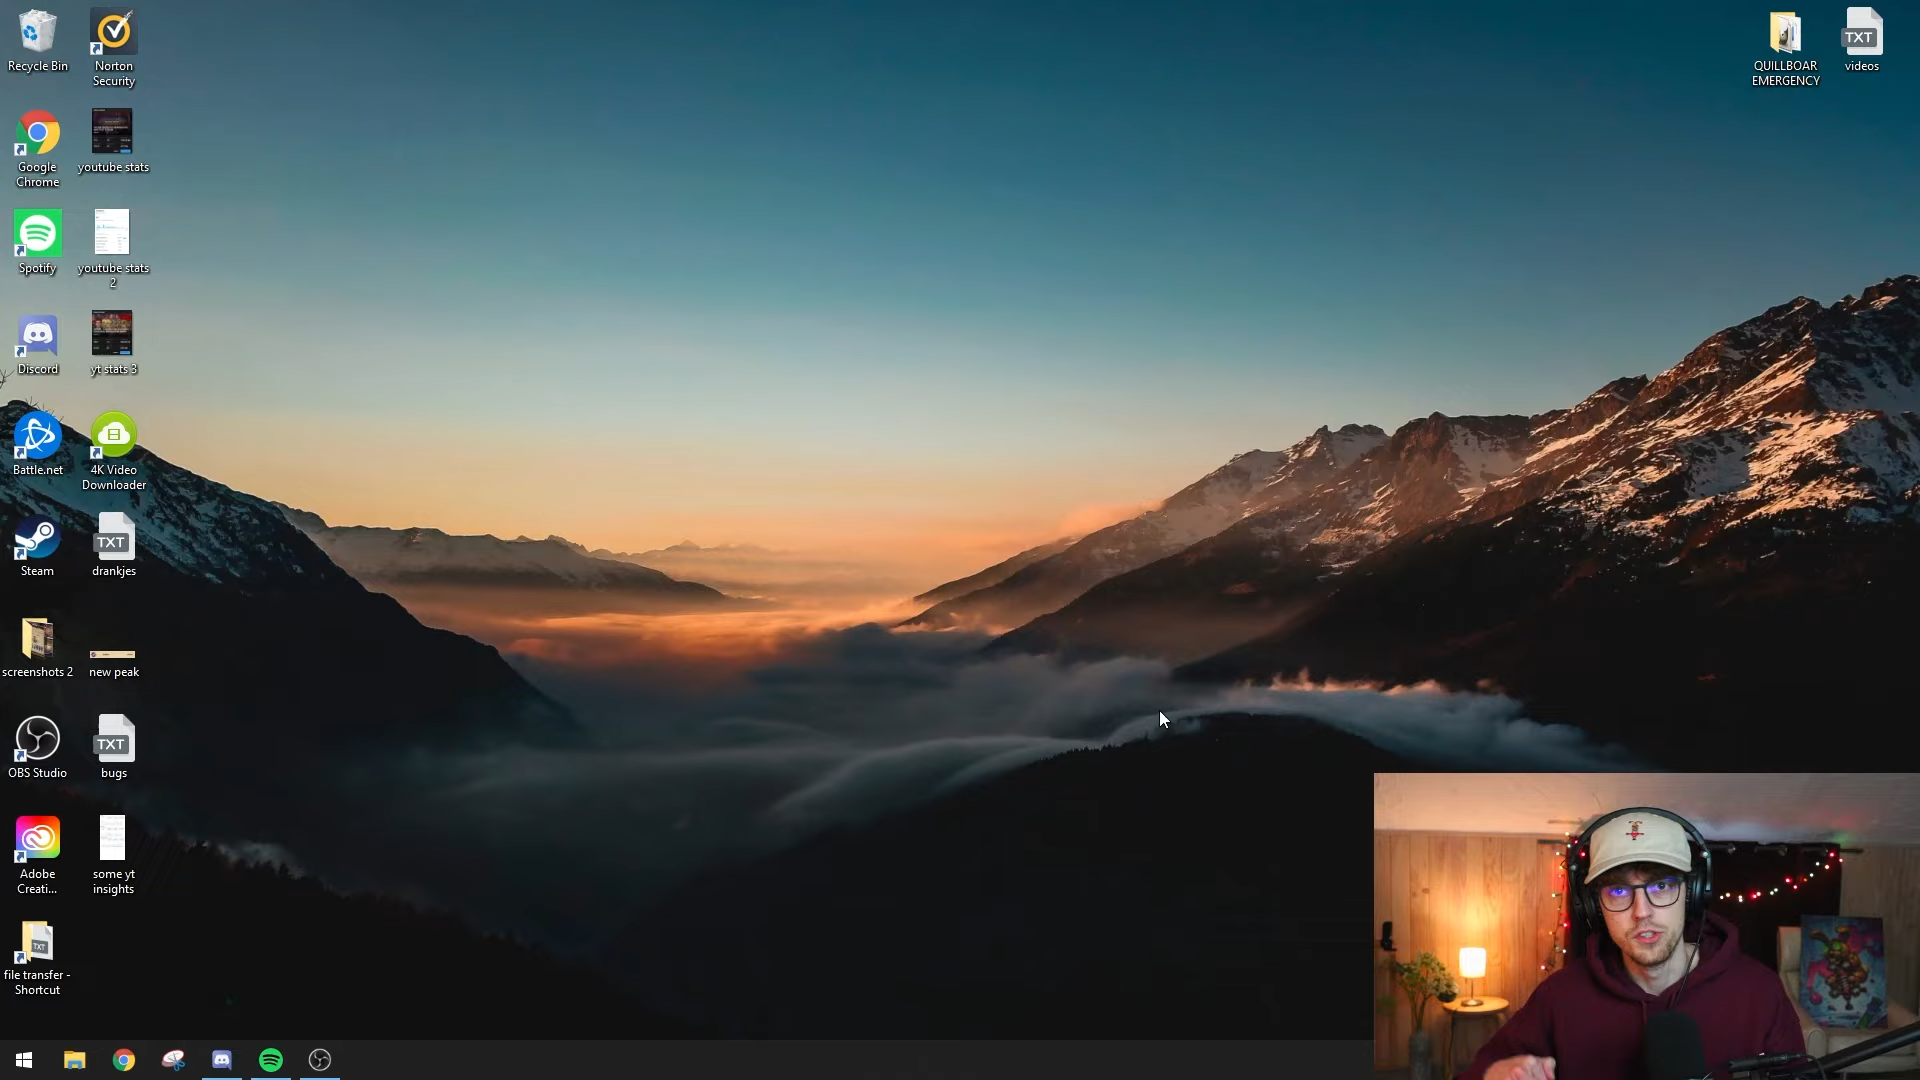 Recycle Bin
Norton
Security
QUILLBOAR
EMERGENCY
TXT
videos
Google
Chrome
youtube stats
Spotify
youtube stats
2
Discord
yt stats 3
Battle.net
4K Video
Downloader
Steam
TXT
drankjes
screenshots 2
new peak
OBS Studio
TXT
bugs
Adobe
Creati...
some yt
insights
TXT
file transfer -
Shortcut